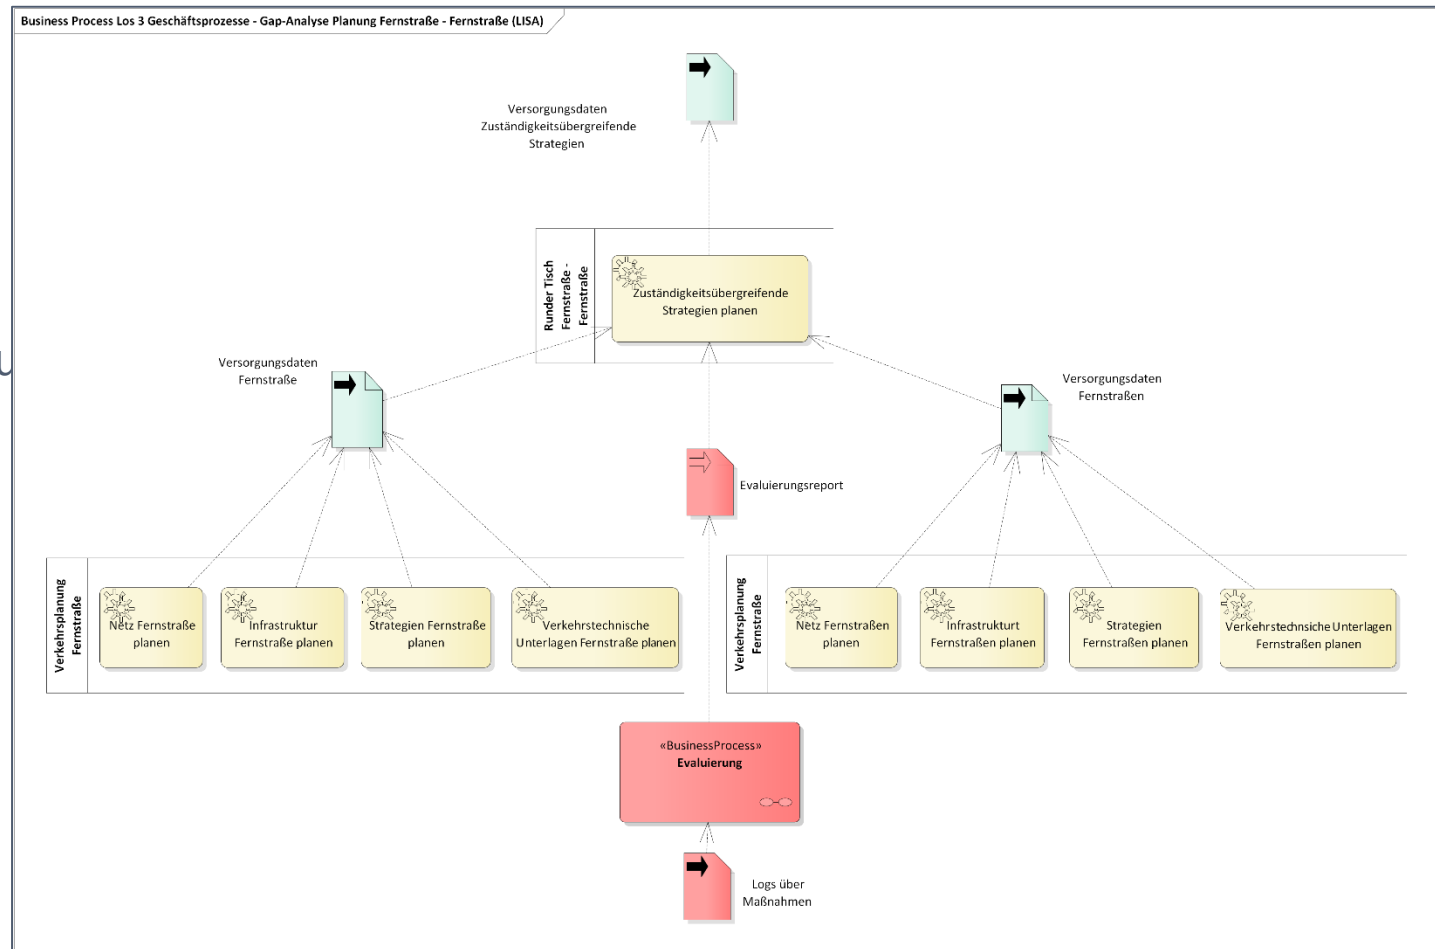 Business Process Los 3 Geschäftsprozesse - Gap-Analyse Planung Fernstraße - Fernstraße (LISA)
Versorgungsdaten
Zuständigkeitsübergreifende
Strategien
Runder Tisch
Fernstraße -
Fernstraße
Zuständigkeitsübergreifende
Strategien planen
Versorgungsdaten
Fernstraße
Versorgungsdaten
Fernstraßen
Evaluierungsreport
Verkehrsplanung
Fernstraße
Netz Fernstraße
planen
Infrastruktur
Fernstraße planen
Strategien Fernstraße
planen
Verkehrstechnische
Unterlagen Fernstraße planen
Verkehrsplanung
Fernstraße
Netz Fernstraßen
planen
Infrastrukturt
Fernstraßen planen
Strategien
Fernstraßen planen
Verkehrstechnsiche Unterlagen
Fernstraßen planen
«BusinessProcess»
Evaluierung
Logs über
Maßnahmen